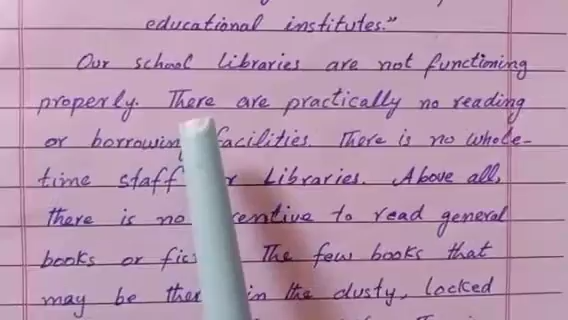 educational institutes."
Our school libraries are not functioning
properly. There are practically no reading
or borrowing facilities. There is no whole-
time staff libraries. Above all,
there is no to read general
books or The few books that
may be in the dusty, locked